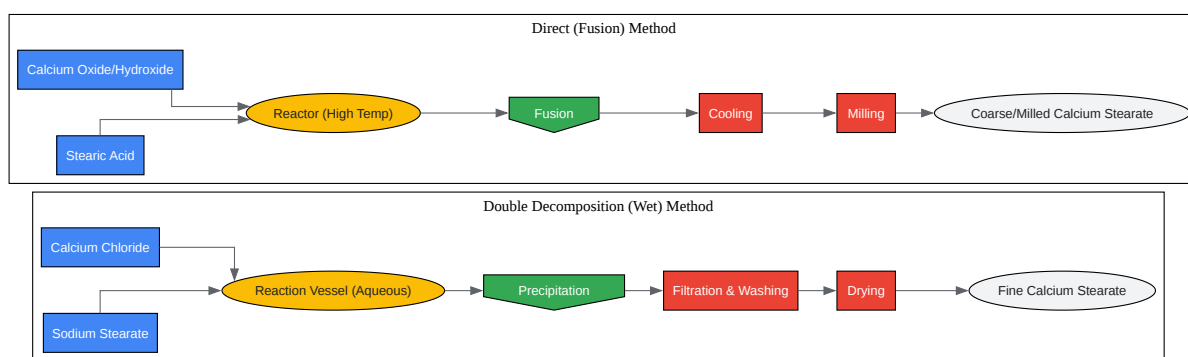 Direct (Fusion) Method
Calcium Oxide/Hydroxide
Stearic Acid
Reactor (High Temp)
Fusion
Cooling
Milling
Coarse/Milled Calcium Stearate
Double Decomposition (Wet) Method
Calcium Chloride
Sodium Stearate
Reaction Vessel (Aqueous)
Precipitation
Filtration & Washing
Drying
Fine Calcium Stearate